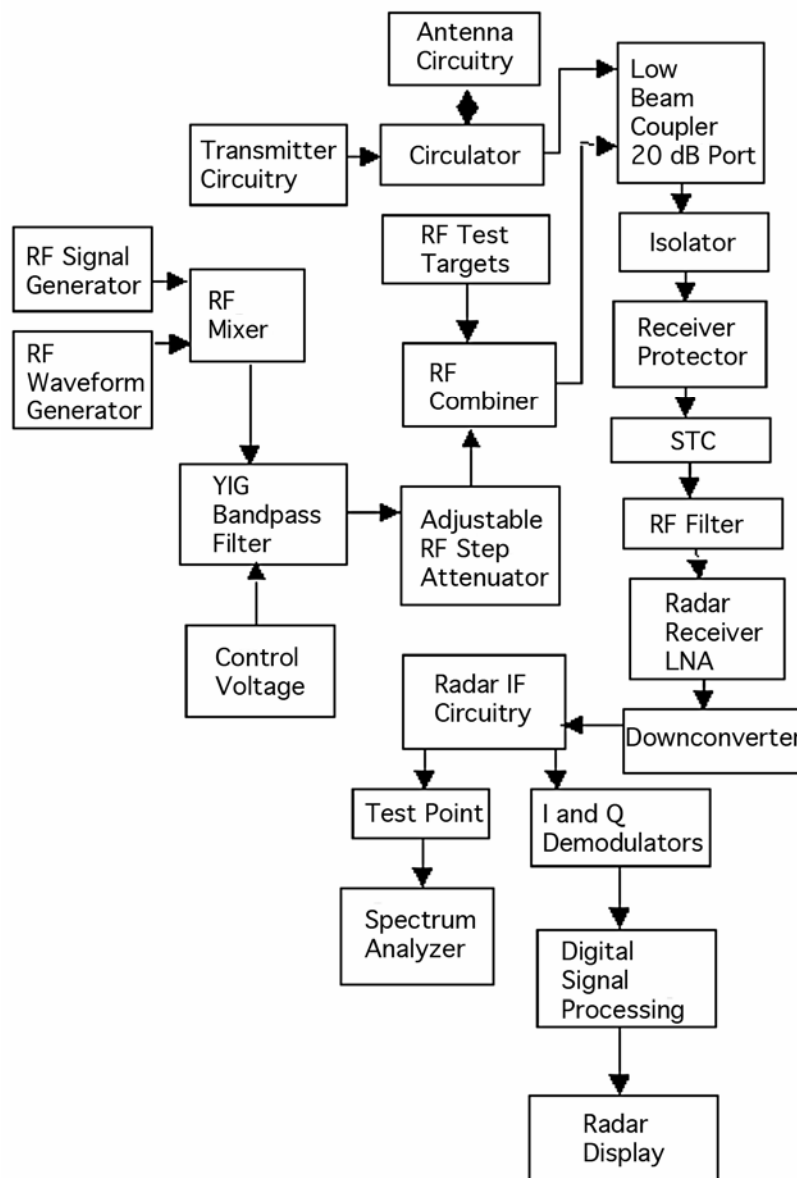 Antenna
Circuitry
Low
Beam
Coupler
20 dB Port
Transmitter
Circuitry
Circulator
RF Test
Targets
Isolator
RF Signal
Generator
RF
Mixer
Receiver
Protector
RF
Waveform
Generator
RF
Combiner
STC
YIG
Bandpass
Filter
Adjustable
RF Step
Attenuator
RF Filter
Radar
Receiver
LNA
Control
Voltage
Radar IF
Circuitry
Downconverter
Test Point
I and Q
Demodulators
Spectrum
Analyzer
Digital
Signal
Processing
Radar
Display